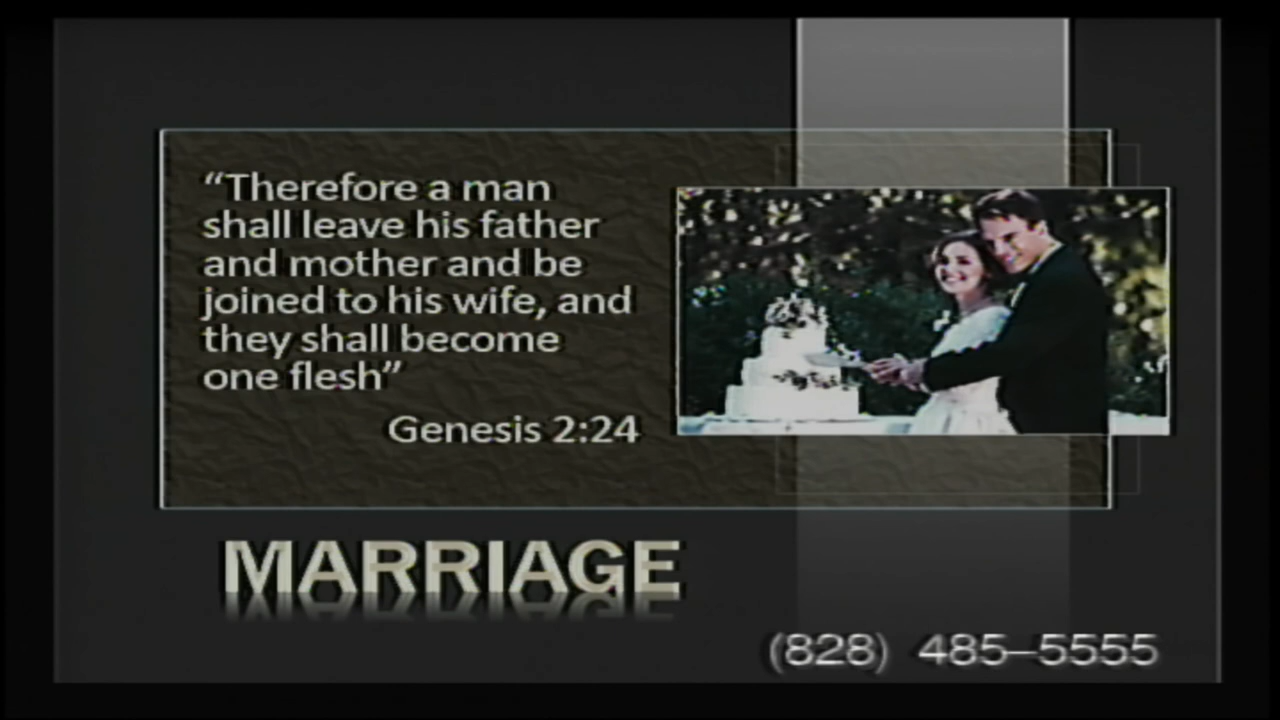 “Therefore a man
shall leave his father
and mother and be
joined to his wife, and
they shall become
one flesh”
Genesis 2:24
MARRIAGE
(828) 485–5555